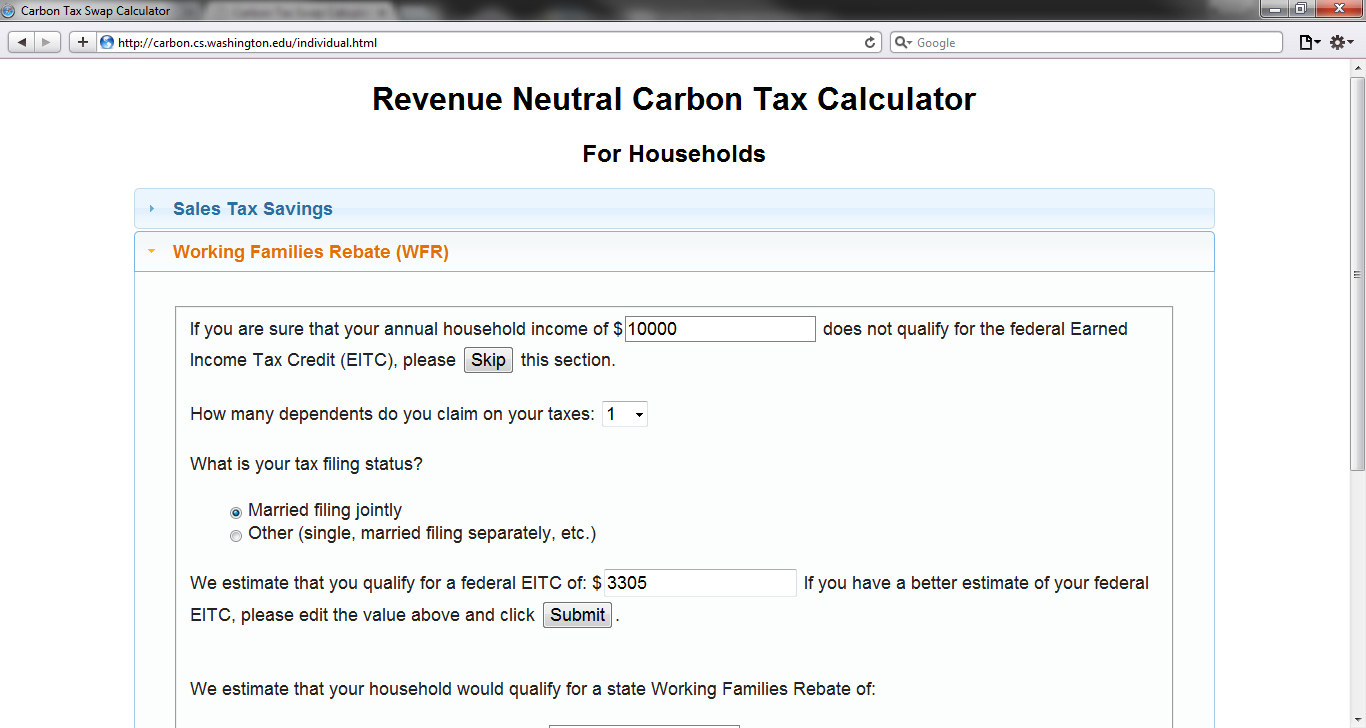 Carbon Tax Swap Calculator
http://carbon.cs.washington.edu/individual.html
Google
Revenue Neutral Carbon Tax Calculator
For Households
Sales Tax Savings
Working Families Rebate (WFR)
If you are sure that your annual household income of $ 10000 does not qualify for the federal Earned
Income Tax Credit (EITC), please Skip this section.
How many dependents do you claim on your taxes: 1
What is your tax filing status?
Married filing jointly
Other (single, married filing separately, etc.)
We estimate that you qualify for a federal EITC of: $ 3305 If you have a better estimate of your federal
EITC, please edit the value above and click Submit .
We estimate that your household would qualify for a state Working Families Rebate of: